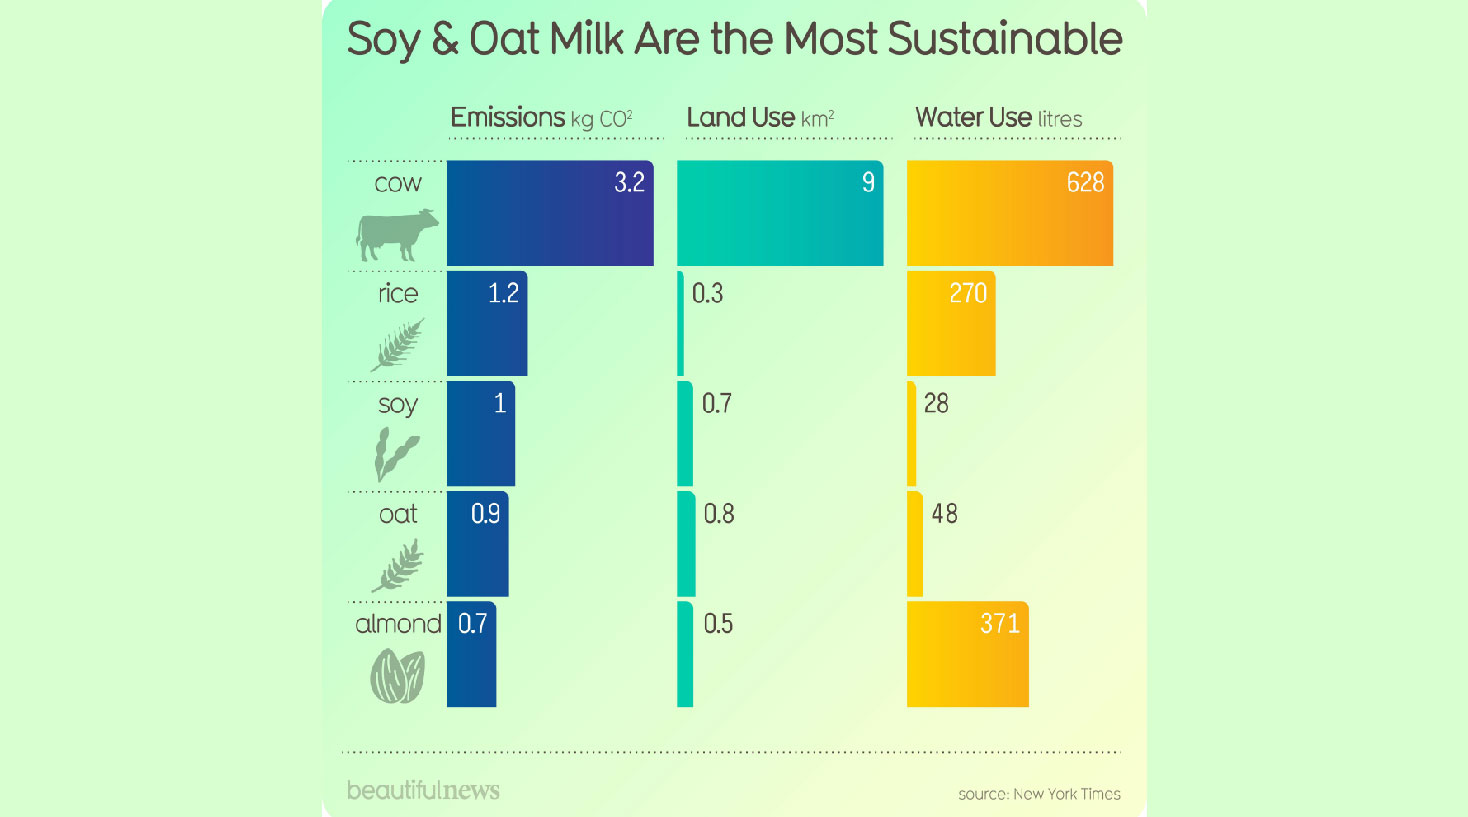 Soy & Oat Milk Are the Most Sustainable
Emissions kg CO² Land Use km² Water Use litres
cow 3.2 9 628
rice 1.2 0.3 270
soy 1 0.7 28
oat 0.9 0.8 48
almond 0.7 0.5 371
beautifulnews source: New York Times